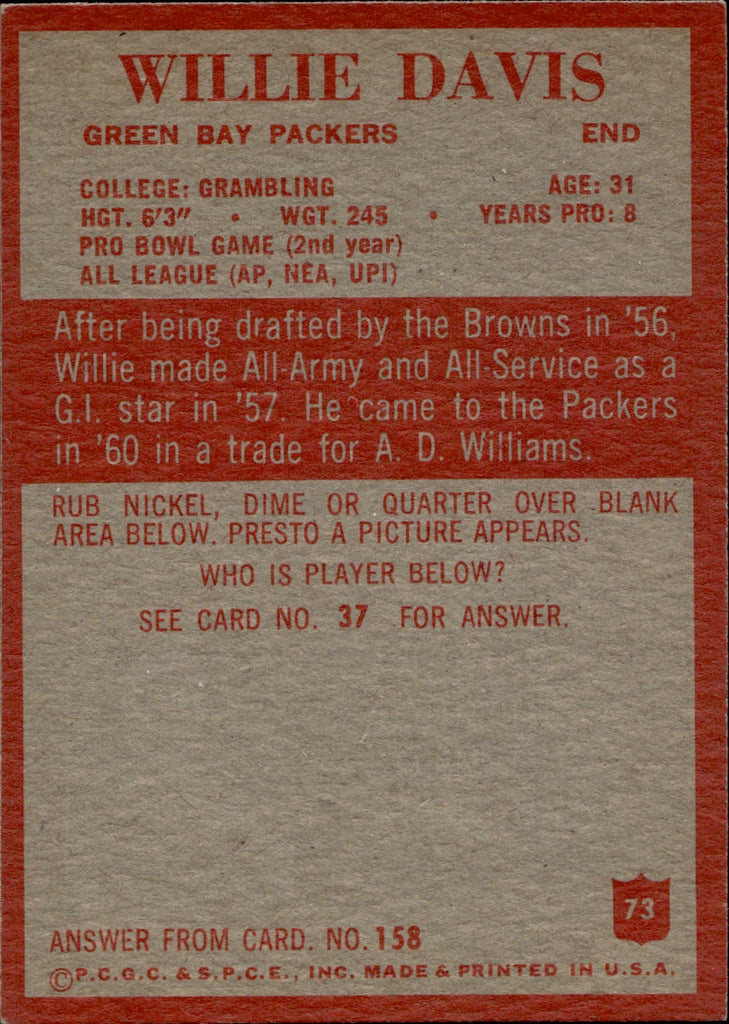 WILLIE DAVIS
GREEN BAY PACKERS END
COLLEGE: GRAMBLING AGE: 31
HGT. 6'3" • WGT. 245 • YEARS PRO: 8
PRO BOWL GAME (2nd year)
ALL LEAGUE (AP, NEA, UPI)
After being drafted by the Browns in '56,
Willie made All-Army and All-Service as a
G.I. star in '57. He came to the Packers
in '60 in a trade for A. D. Williams.
RUB NICKEL, DIME OR QUARTER OVER BLANK
AREA BELOW. PRESTO A PICTURE APPEARS.
WHO IS PLAYER BELOW?
SEE CARD NO. 37 FOR ANSWER.
73
ANSWER FROM CARD. NO. 158
©P.C.G.C. & S.P.C.E., INC. MADE & PRINTED IN U.S.A.